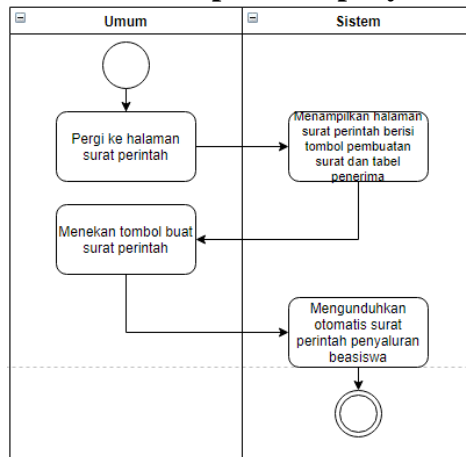 Umum
Sistem
Pergi ke halaman
surat perintah
Menampilkan halaman
surat perintah berisi
tombol pembuatan
surat dan tabel
penerima
Menekan tombol buat
surat perintah
Mengunduhkan
otomatis surat
perintah penyaluran
beasiswa